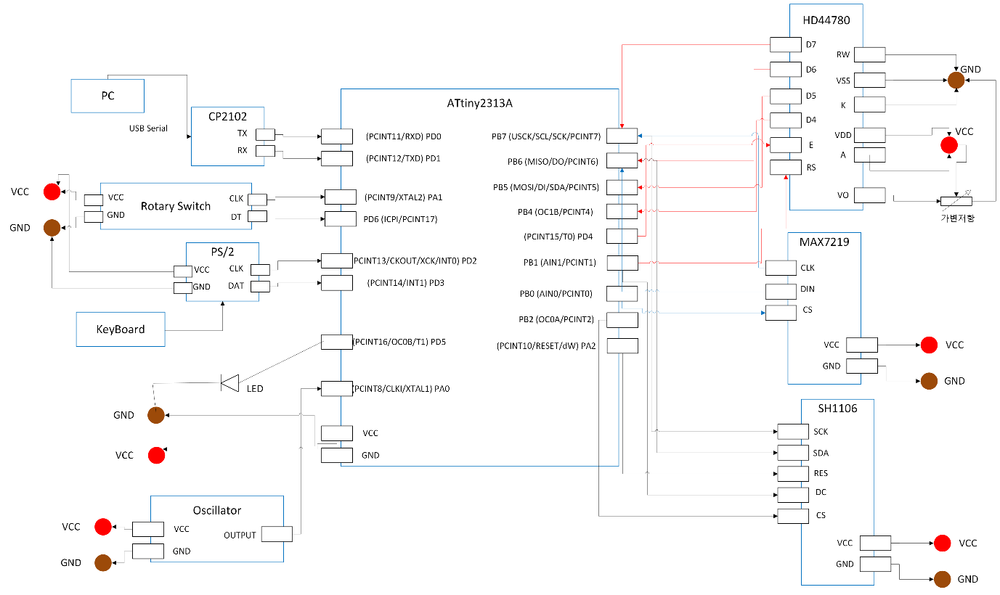 HD44780
D7
D6
D5
D4
E
RS
RW
VSS
K
VDD
A
VO
GND
VCC
가변저항
PC
USB Serial
CP2102
TX
RX
ATtiny2313A
(PCINT11/RXD) PD0
(PCINT12/TXD) PD1
(PCINT9/XTAL2) PA1
PD6 (ICPI/PCINT17)
PCINT13/CKOUT/XCK/INT0) PD2
(PCINT14/INT1) PD3
(PCINT16/OC0B/T1) PD5
(PCINT8/CLKI/XTAL1) PA0
VCC
GND
PB7 (USCK/SCL/SCK/PCINT7)
PB6 (MISO/DO/PCINT6)
PB5 (MOSI/DI/SDA/PCINT5)
PB4 (OC1B/PCINT4)
(PCINT15/T0) PD4
PB1 (AIN1/PCINT1)
PB0 (AIN0/PCINT0)
PB2 (OC0A/PCINT2)
(PCINT10/RESET/dW) PA2
VCC
GND
VCC
GND
Rotary Switch
CLK
DT
PS/2
VCC
GND
CLK
DAT
KeyBoard
LED
GND
VCC
Oscillator
VCC
GND
VCC
GND
OUTPUT
MAX7219
CLK
DIN
CS
VCC
GND
VCC
GND
SH1106
SCK
SDA
RES
DC
CS
VCC
GND
VCC
GND